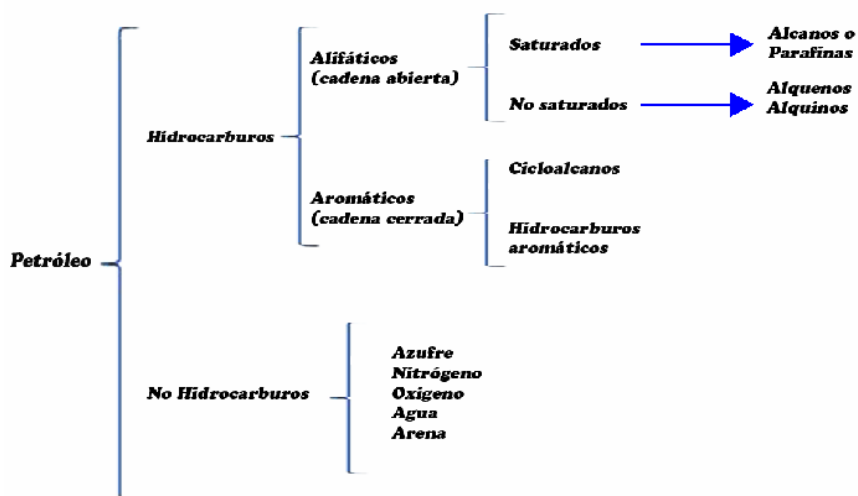 Petróleo
Hidrocarburos
Alifáticos
(cadena abierta)
Saturados
Alcanos o
Parafinas
No saturados
Alquenos
Alquinos
Aromáticos
(cadena cerrada)
Cicloalcanos
Hidrocarburos
aromáticos
No Hidrocarburos
Azufre
Nitrógeno
Oxigeno
Agua
Arena